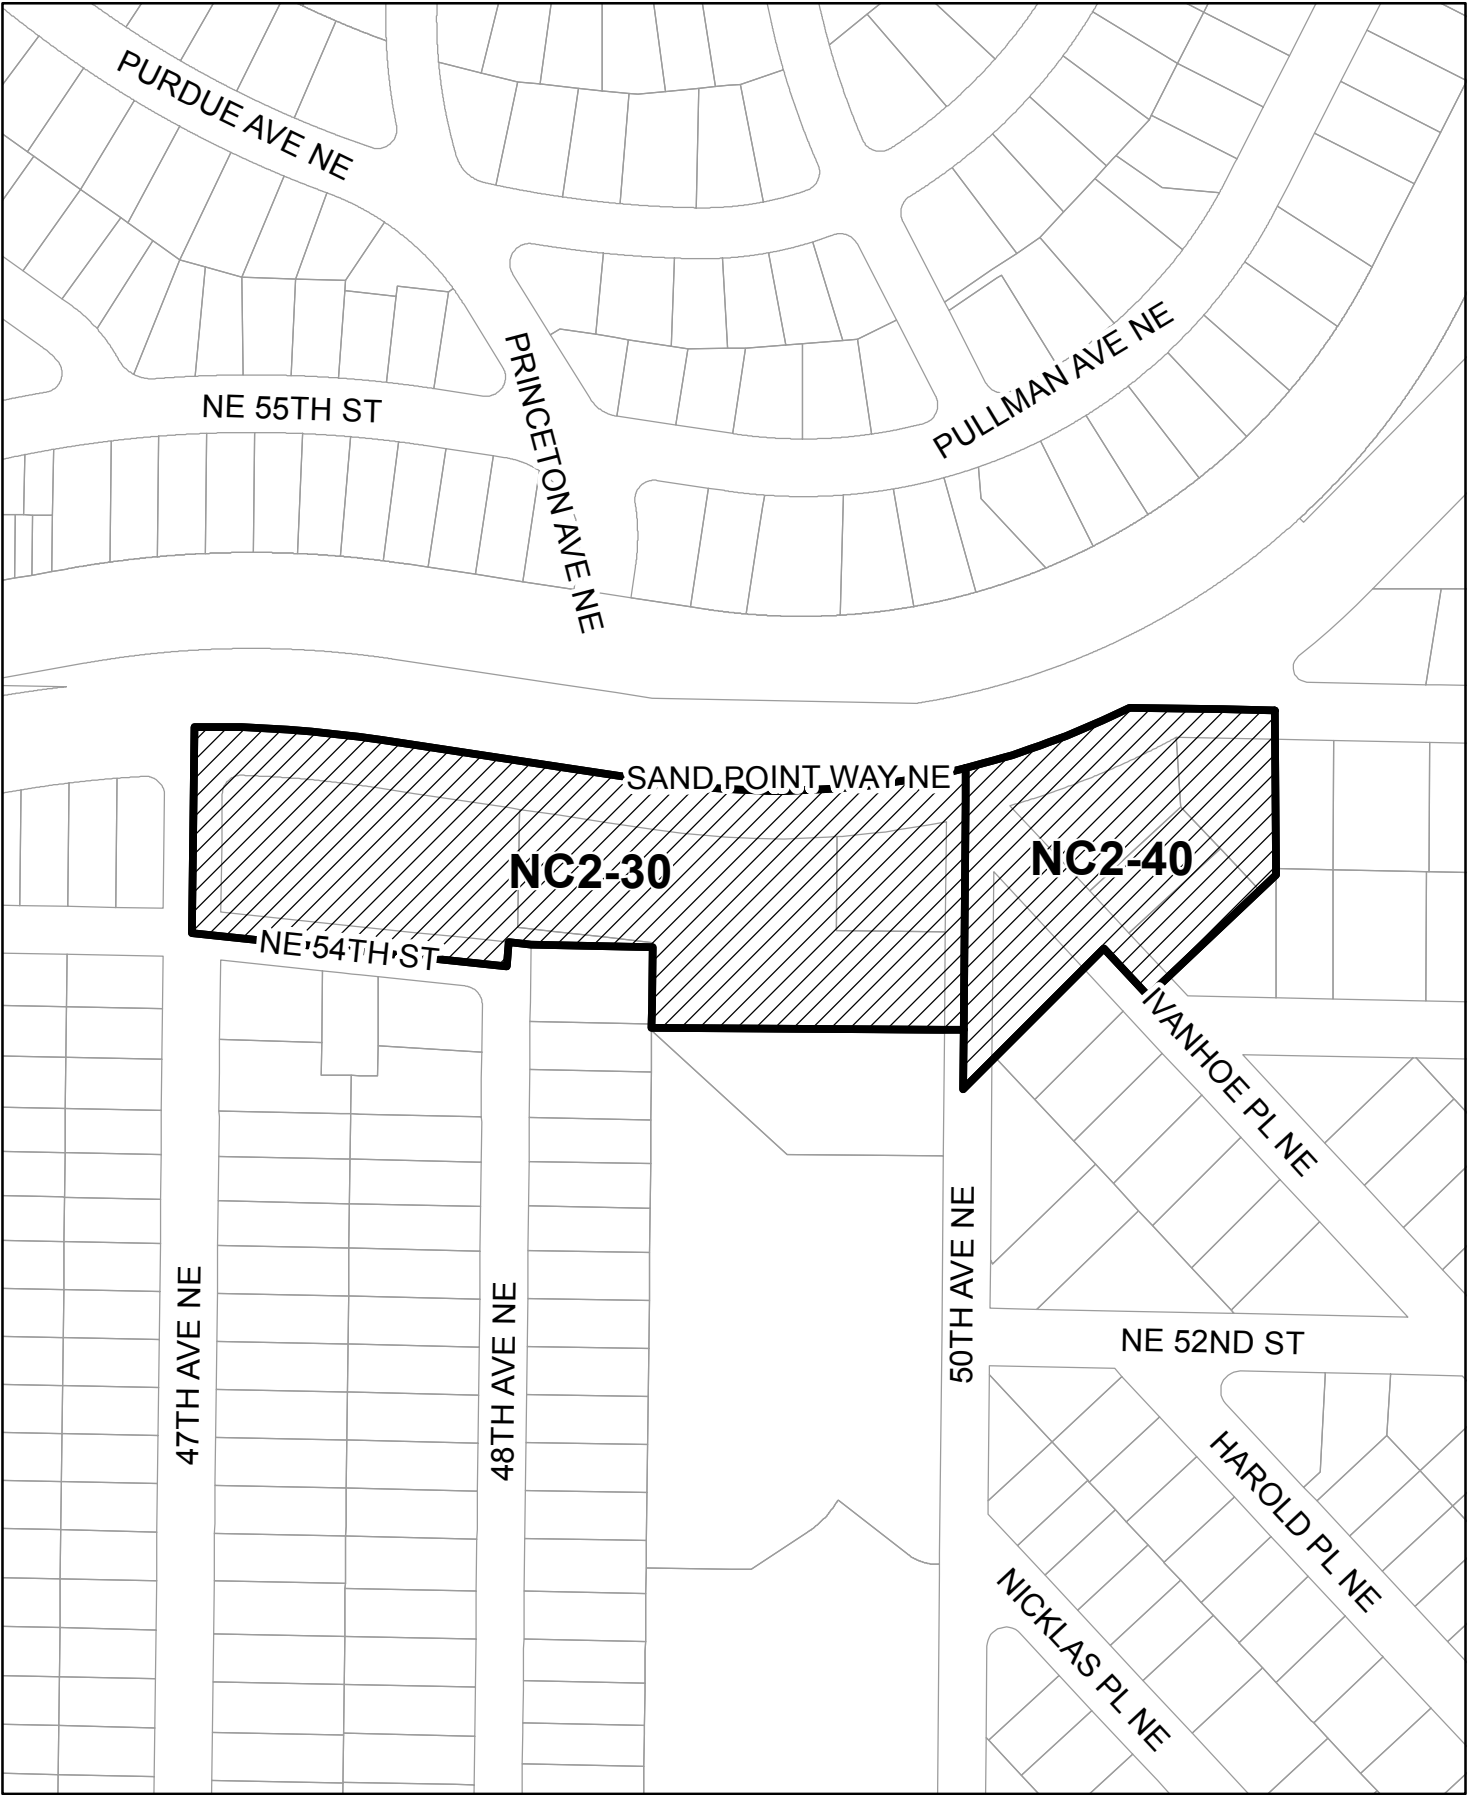 PURDUE AVE NE
PRINCETON AVE NE
PULLMAN AVE NE
NE 55TH ST
SAND POINT WAY NE
NC2-30
NC2-40
NE 54TH ST
IVANHOE PL NE
47TH AVE NE
48TH AVE NE
50TH AVE NE
NE 52ND ST
HAROLD PL NE
NICKLAS PL NE